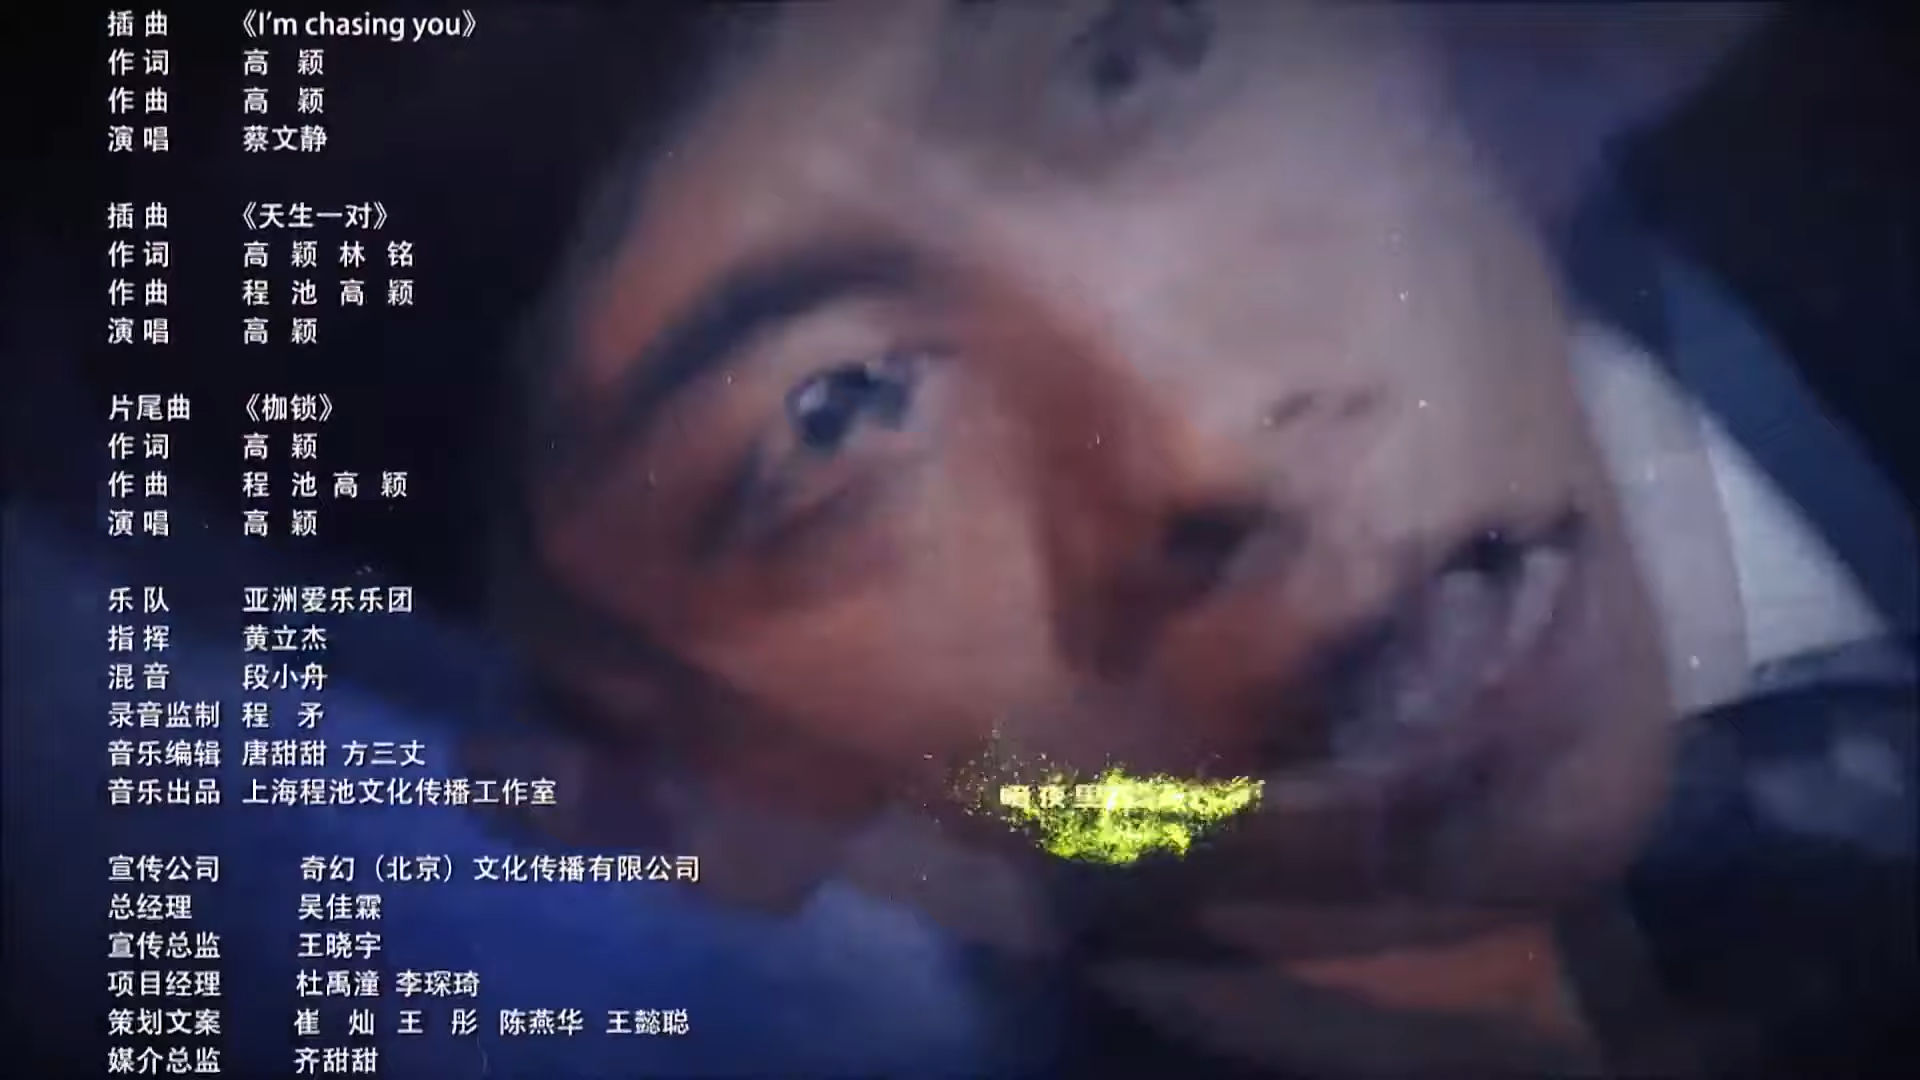 插曲 《I'm chasing you》
作词 高 颖
作曲 高 颖
演唱 蔡文静
插曲 《天生一对》
作词 高 颖 林 铭
作曲 程 池 高 颖
演唱 高 颖
片尾曲 《枷锁》
作词 高 颖
作曲 程 池 高 颖
演唱 高 颖
乐队 亚洲爱乐乐团
指挥 黄立杰
混音 段小舟
录音监制 程 矛
音乐编辑 唐甜甜 方三丈
音乐出品 上海程池文化传播工作室
宣传公司 奇幻（北京）文化传播有限公司
总经理 吴佳霖
宣传总监 王晓宇
项目经理 杜禹潼 李琛琦
策划文案 崔 灿 王 彤 陈燕华 王懿聪
媒介总监 齐甜甜